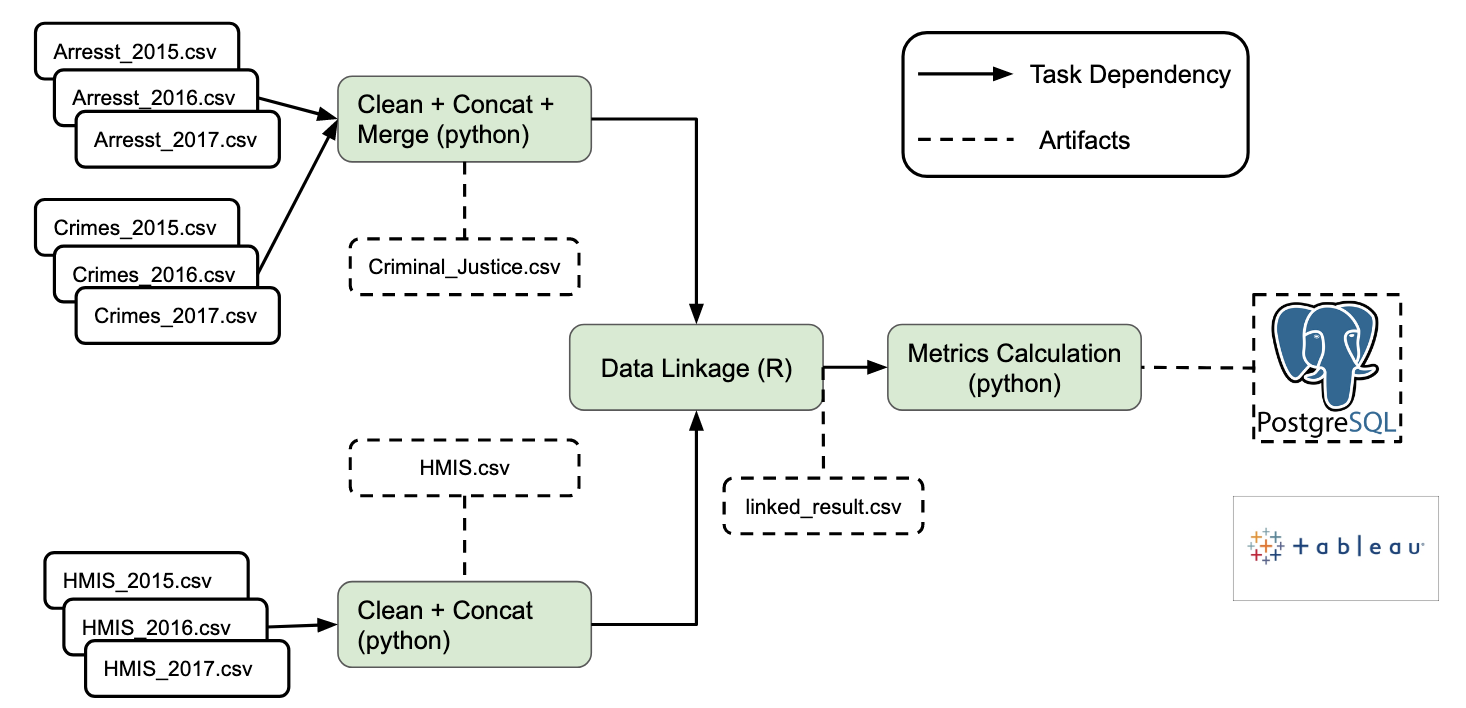 Arresst_2015.csv
Arresst_2016.csv
Arresst_2017.csv
Crimes_2015.csv
Crimes_2016.csv
Crimes_2017.csv
Clean + Concat +
Merge (python)
Criminal_Justice.csv
Task Dependency
Artifacts
Data Linkage (R)
Metrics Calculation
(python)
PostgreSQL
HMIS.csv
linked_result.csv
+ableau
HMIS_2015.csv
HMIS_2016.csv
HMIS_2017.csv
Clean + Concat
(python)